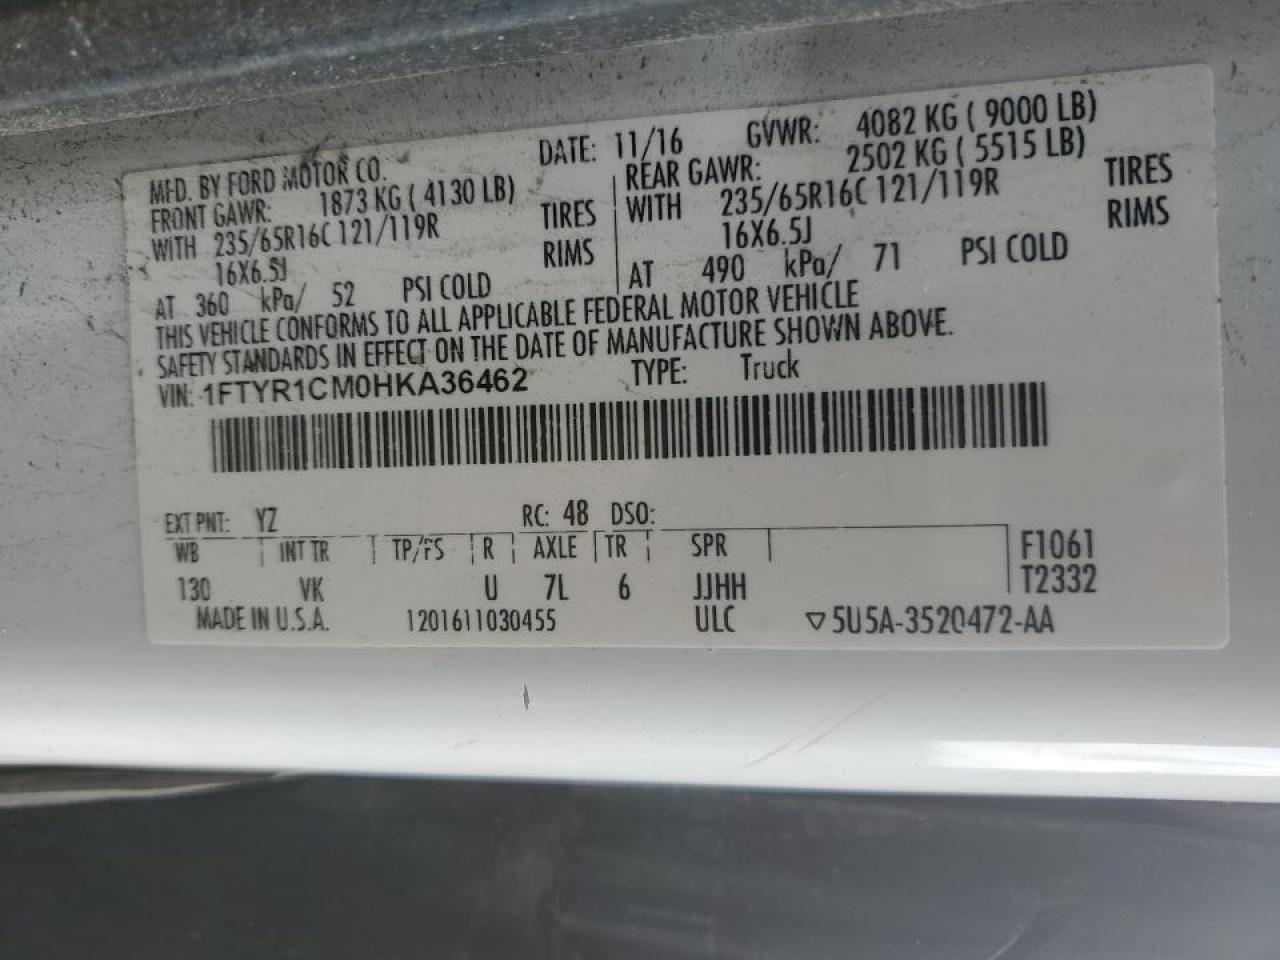 MFD. BY FORD MOTOR CO. DATE: 11/16 GVWR: 4082 KG ( 9000 LB)
FRONT GAWR: 1873 KG ( 4130 LB) REAR GAWR: 2502 KG ( 5515 LB)
WITH 235/65R16C 121/119R TIRES WITH 235/65R16C 121/119R TIRES
16X6.5J RIMS 16X6.5J RIMS
AT 360 kPa/ 52 PSI COLD AT 490 kPa/ 71 PSI COLD
THIS VEHICLE CONFORMS TO ALL APPLICABLE FEDERAL MOTOR VEHICLE
SAFETY STANDARDS IN EFFECT ON THE DATE OF MANUFACTURE SHOWN ABOVE.
VIN: 1FTYR1CM0HKA36462 TYPE: Truck
EXT PNT: YZ RC: 48 DSO:
WB INT TR TP/PS R AXLE TR SPR F1061
130 VK U 7L 6 JJHH T2332
MADE IN U.S.A. 1201611030455 ULC ▽5U5A-3520472-AA